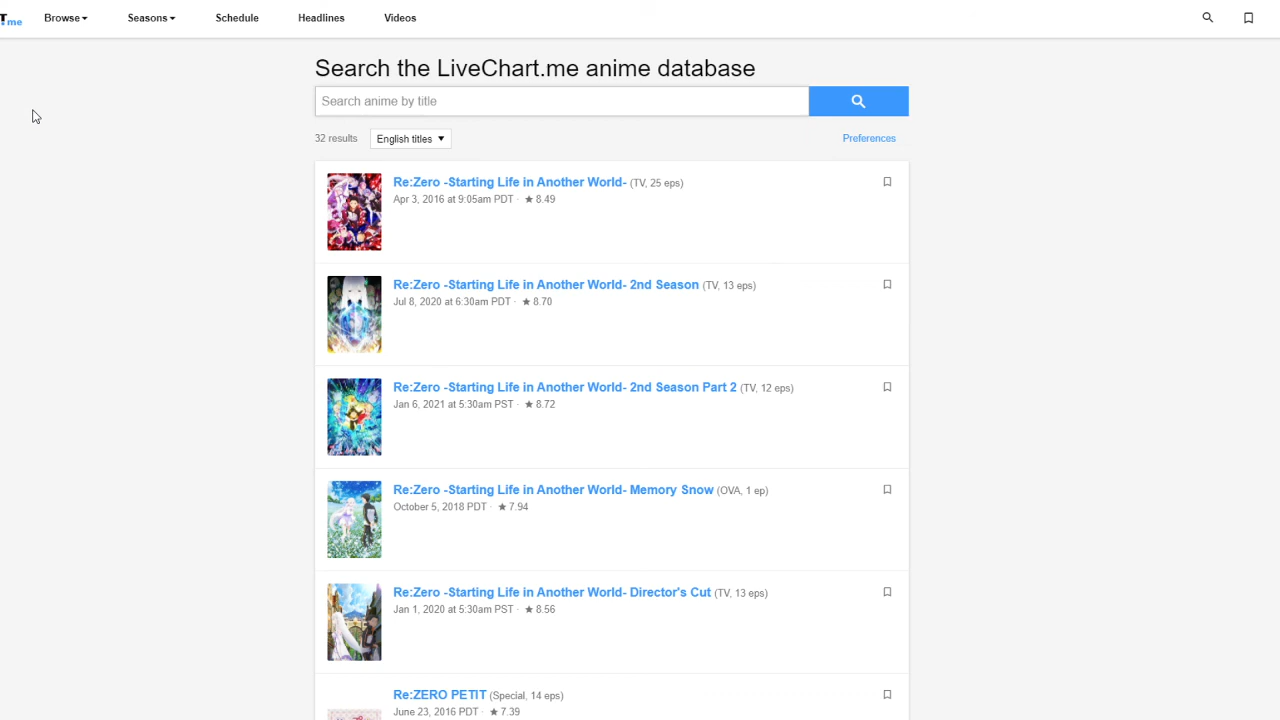 T.me Browse Seasons Schedule Headlines Videos
Search the LiveChart.me anime database
Search anime by title
32 results English titles Preferences
Re:Zero -Starting Life in Another World- (TV, 25 eps)
Apr 3, 2016 at 9:05am PDT · ★ 8.49
Re:Zero -Starting Life in Another World- 2nd Season (TV, 13 eps)
Jul 8, 2020 at 6:30am PDT · ★ 8.70
Re:Zero -Starting Life in Another World- 2nd Season Part 2 (TV, 12 eps)
Jan 6, 2021 at 5:30am PST · ★ 8.72
Re:Zero -Starting Life in Another World- Memory Snow (OVA, 1 ep)
October 5, 2018 PDT · ★ 7.94
Re:Zero -Starting Life in Another World- Director's Cut (TV, 13 eps)
Jan 1, 2020 at 5:30am PST · ★ 8.56
Re:ZERO PETIT (Special, 14 eps)
June 23, 2016 PDT · ★ 7.39